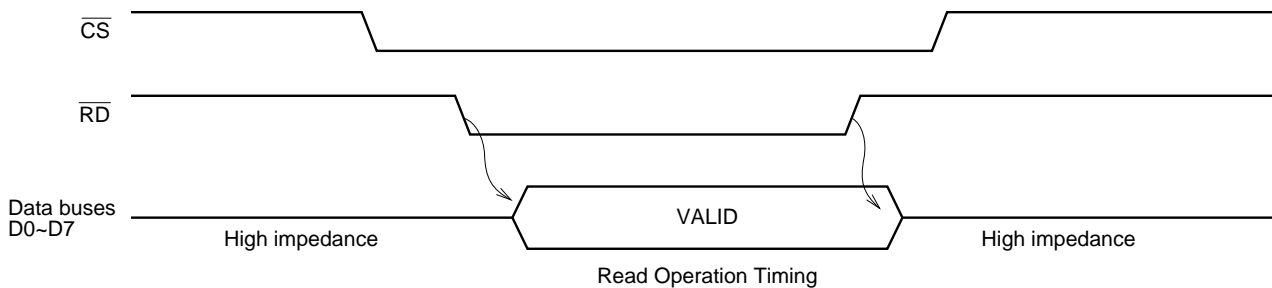 CS
RD
Data buses
D0~D7
VALID
High impedance
High impedance
Read Operation Timing